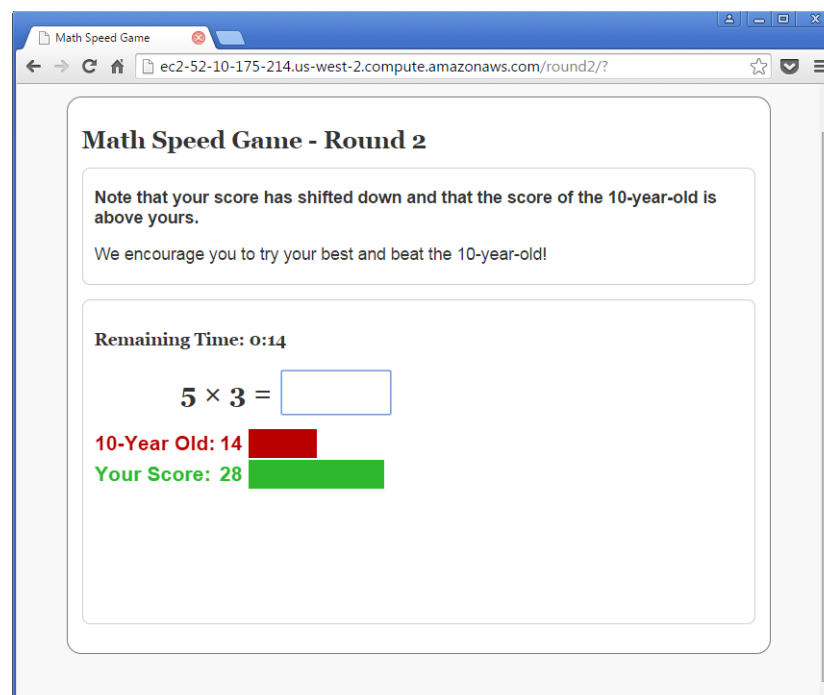 Math Speed Game
ec2-52-10-175-214.us-west-2.compute.amazonaws.com/round2/?
Math Speed Game - Round 2
Note that your score has shifted down and that the score of the 10-year-old is
above yours.
We encourage you to try your best and beat the 10-year-old!
Remaining Time: 0:14
5 × 3 =
10-Year Old: 14
Your Score: 28